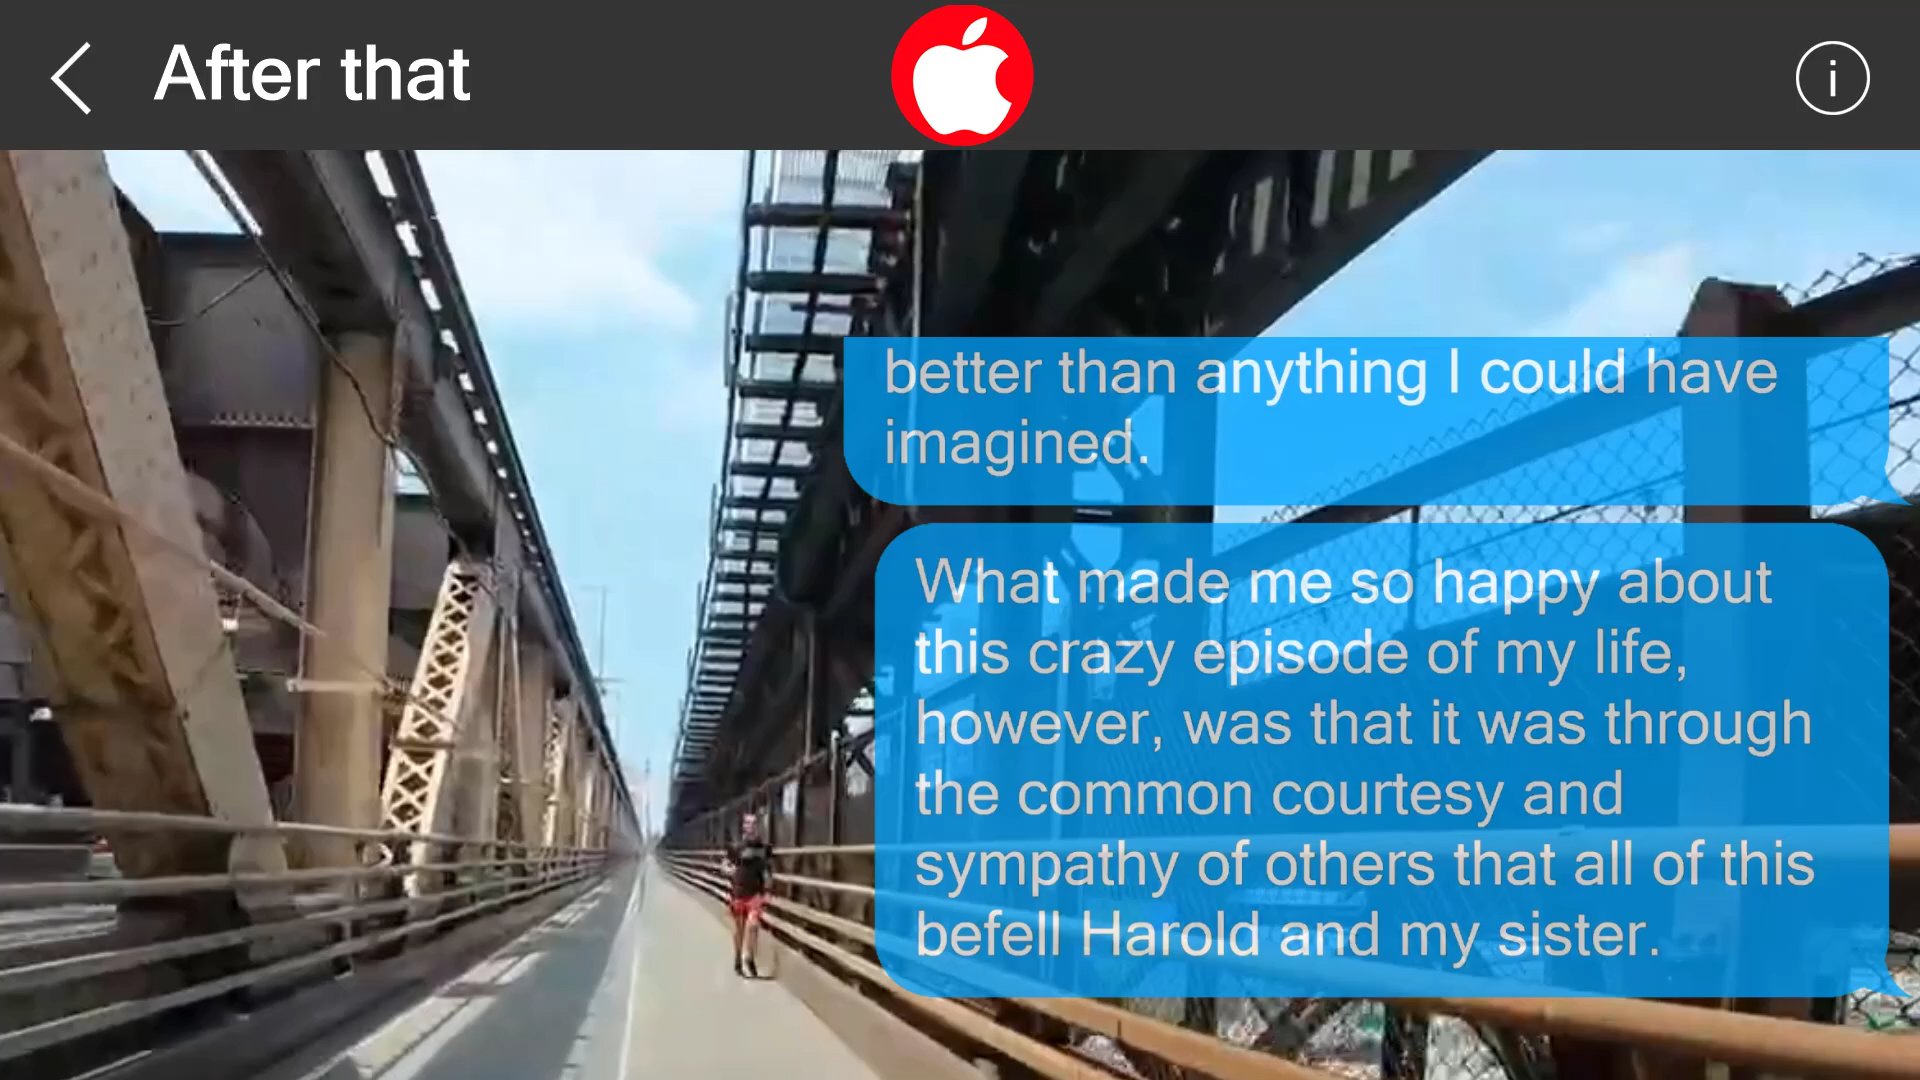 After that
better than anything I could have
imagined.
What made me so happy about
this crazy episode of my life,
however, was that it was through
the common courtesy and
sympathy of others that all of this
befell Harold and my sister.